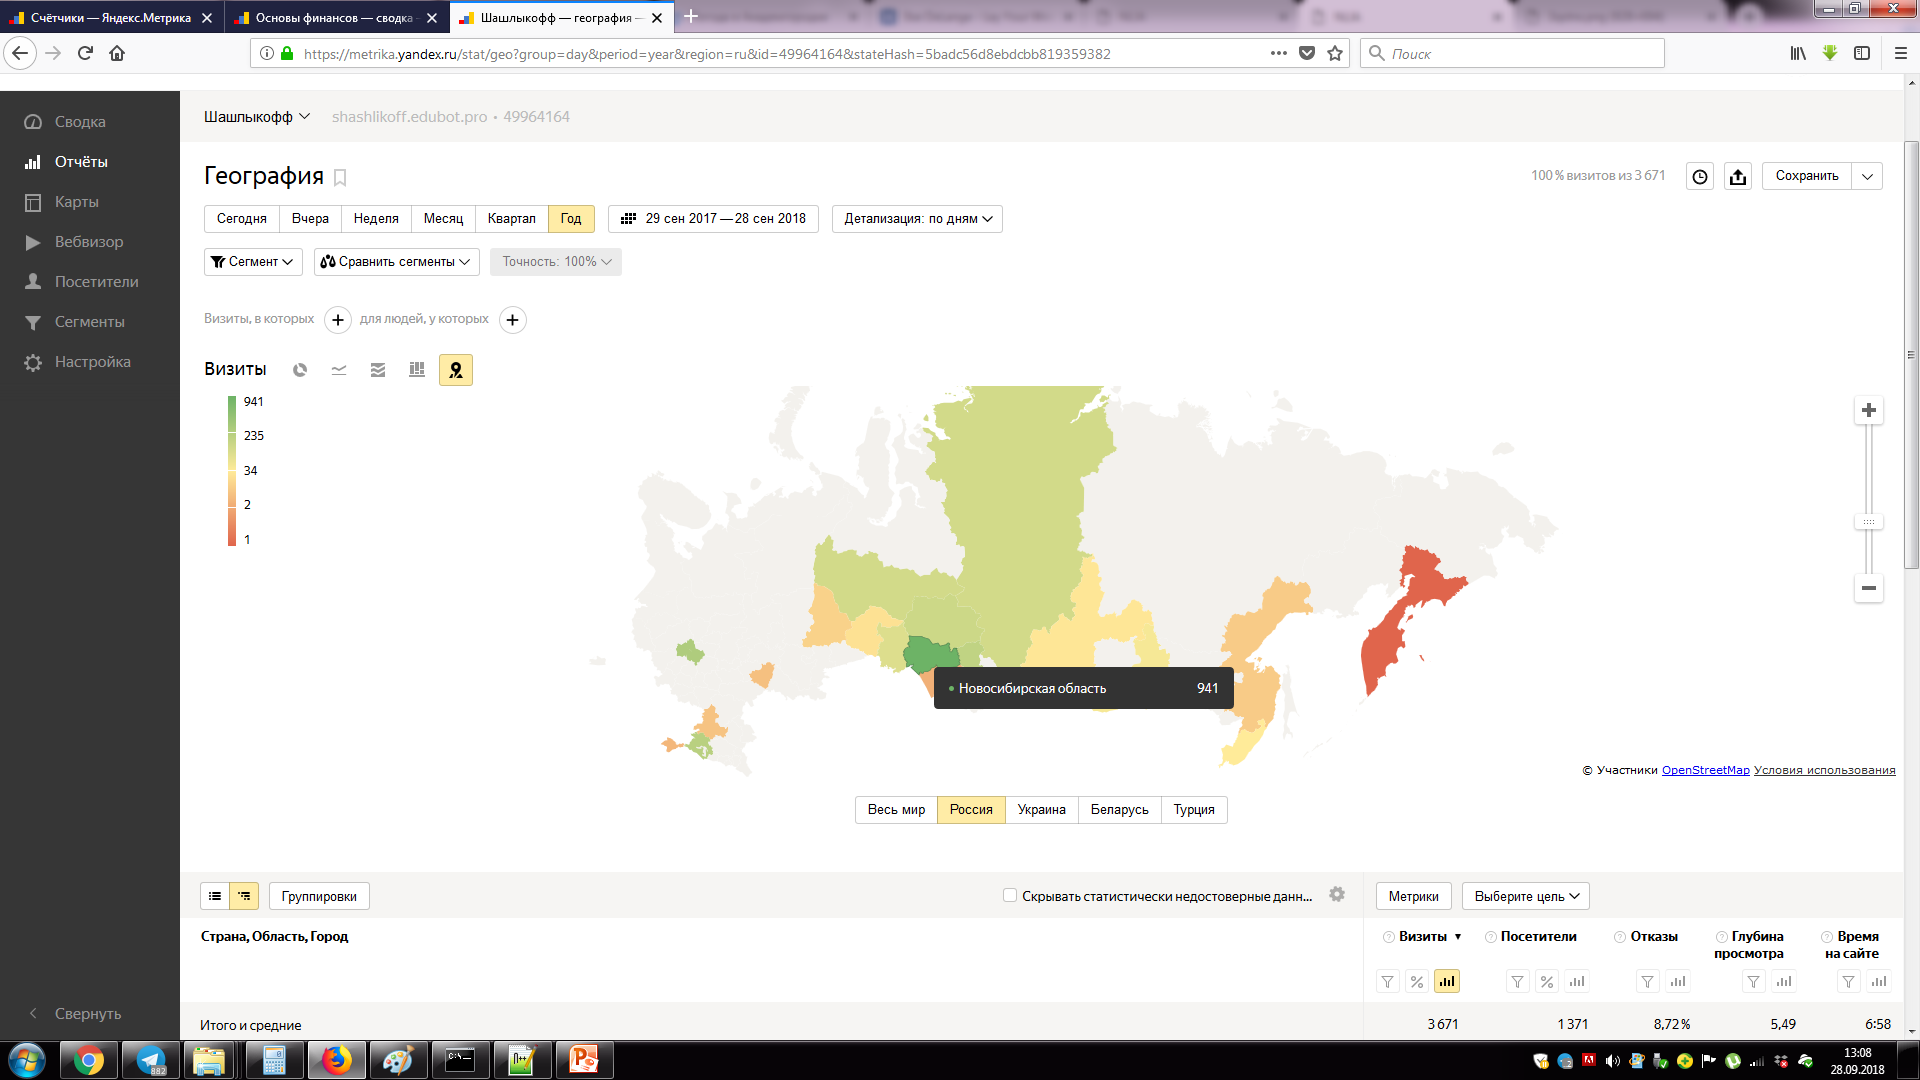 Счётчики — Яндекс.Метрика
Основы финансов — сводка
Шашлыкофф — география —
https://metrika.yandex.ru/stat/geo?group=day&period=year&region=ru&id=49964164&stateHash=5badc56d8ebdcbb819359382
Поиск
Сводка
Отчёты
Карты
Вебвизор
Посетители
Сегменты
Настройка
Свернуть
Шашлыкофф
shashlikoff.edubot.pro • 49964164
География
100 % визитов из 3 671
Сохранить
Сегодня
Вчера
Неделя
Месяц
Квартал
Год
29 сен 2017 — 28 сен 2018
Детализация: по дням
Сегмент
Сравнить сегменты
Точность: 100%
Визиты, в которых
для людей, у которых
Визиты
941
235
34
2
1
Новосибирская область 941
© Участники OpenStreetMap Условия использования
Весь мир
Россия
Украина
Беларусь
Турция
Группировки
Скрывать статистически недостоверные данн...
Метрики
Выберите цель
Страна, Область, Город
Визиты ▼
Посетители
Отказы
Глубина
просмотра
Время
на сайте
Итого и средние
3 671
1 371
8,72 %
5,49
6:58
882
C:\_
13:08
28.09.2018